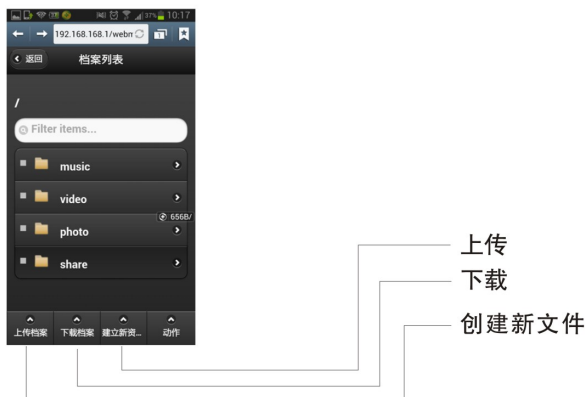 37% 10:17
192.168.168.1/webm
1
返回 档案列表
/
Filter items...
music
video
656B/
photo
share
上传档案 下载档案 建立新资... 动作
上传
下载
创建新文件